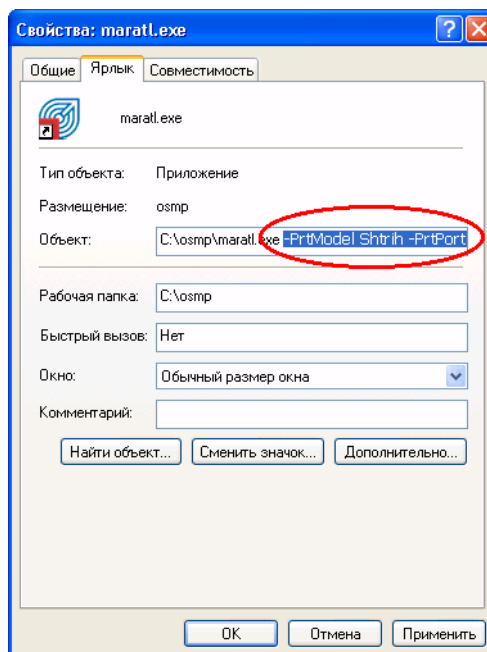 Свойства: maratl.exe
Общие Ярлык Совместимость
maratl.exe
Тип объекта: Приложение
Размещение: osmp
Объект: C:\osmp\maratl.exe -PrtModel Shtrih -PrtPort
Рабочая папка: C:\osmp
Быстрый вызов: Нет
Окно: Обычный размер окна
Комментарий:
Найти объект... Сменить значок... Дополнительно...
OK Отмена Применить